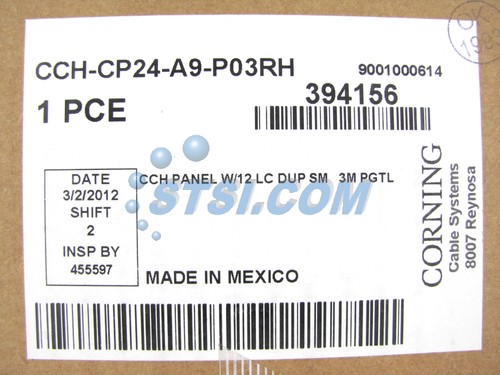 CCH-CP24-A9-P03RH
9001000614
1 PCE
394156
DATE
3/2/2012
SHIFT
2
INSP BY
455597
CCH PANEL W/12 LC DUP SM 3M PGTL
STSI.COM
MADE IN MEXICO
CORNING
Cable Systems
8007 Reynosa